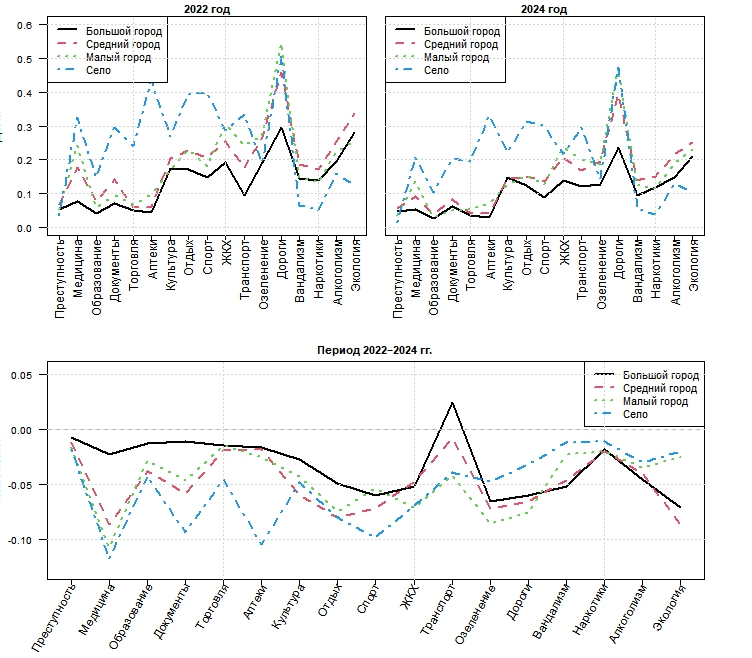 2022 год
0.6
0.5
0.4
0.3
0.2
0.1
0.0
Большой город
Средний город
Малый город
Село
Преступность
Медицина
Образование
Документы
Торговля
Аптеки
Культура
Отдых
Спорт
ЖКХ
Транспорт
Озеленение
Дороги
Вандализм
Наркотики
Алкоголизм
Экология
2024 год
Большой город
Средний город
Малый город
Село
Преступность
Медицина
Образование
Документы
Торговля
Аптеки
Культура
Отдых
Спорт
ЖКХ
Транспорт
Озеленение
Дороги
Вандализм
Наркотики
Алкоголизм
Экология
Период 2022–2024 гг.
0.05
0.00
-0.05
-0.10
Большой город
Средний город
Малый город
Село
Преступность
Медицина
Образование
Документы
Торговля
Аптеки
Культура
Отдых
Спорт
ЖКХ
Транспорт
Озеленение
Дороги
Вандализм
Наркотики
Алкоголизм
Экология